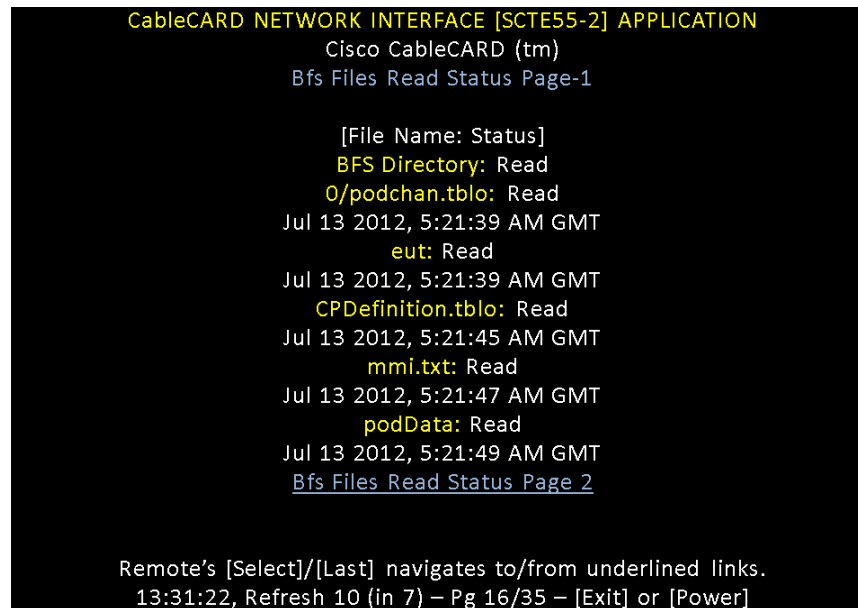 CableCARD NETWORK INTERFACE [SCTE55-2] APPLICATION
Cisco CableCARD (tm)
Bfs Files Read Status Page-1
[File Name: Status]
BFS Directory: Read
0/podchan.tblo: Read
Jul 13 2012, 5:21:39 AM GMT
eut: Read
Jul 13 2012, 5:21:39 AM GMT
CPDefinition.tblo: Read
Jul 13 2012, 5:21:45 AM GMT
mmi.txt: Read
Jul 13 2012, 5:21:47 AM GMT
podData: Read
Jul 13 2012, 5:21:49 AM GMT
Bfs Files Read Status Page 2
Remote's [Select]/[Last] navigates to/from underlined links.
13:31:22, Refresh 10 (in 7) – Pg 16/35 – [Exit] or [Power]